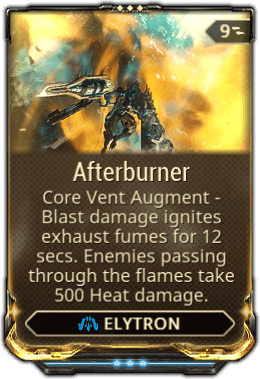 9
Afterburner
Core Vent Augment -
Blast damage ignites
exhaust fumes for 12
secs. Enemies passing
through the flames take
500 Heat damage.
ELYTRON